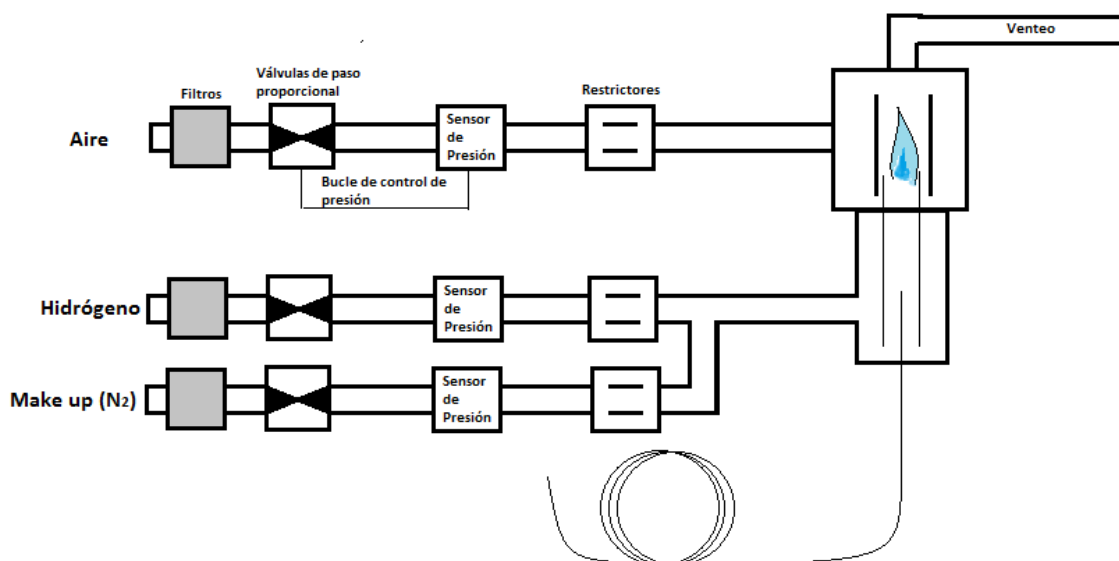 Venteo
Válvulas de paso
proporcional
Filtros
Restrictores
Aire
Sensor
de
Presión
Bucle de control de
presión
Hidrógeno
Sensor
de
Presión
Make up (N2)
Sensor
de
Presión